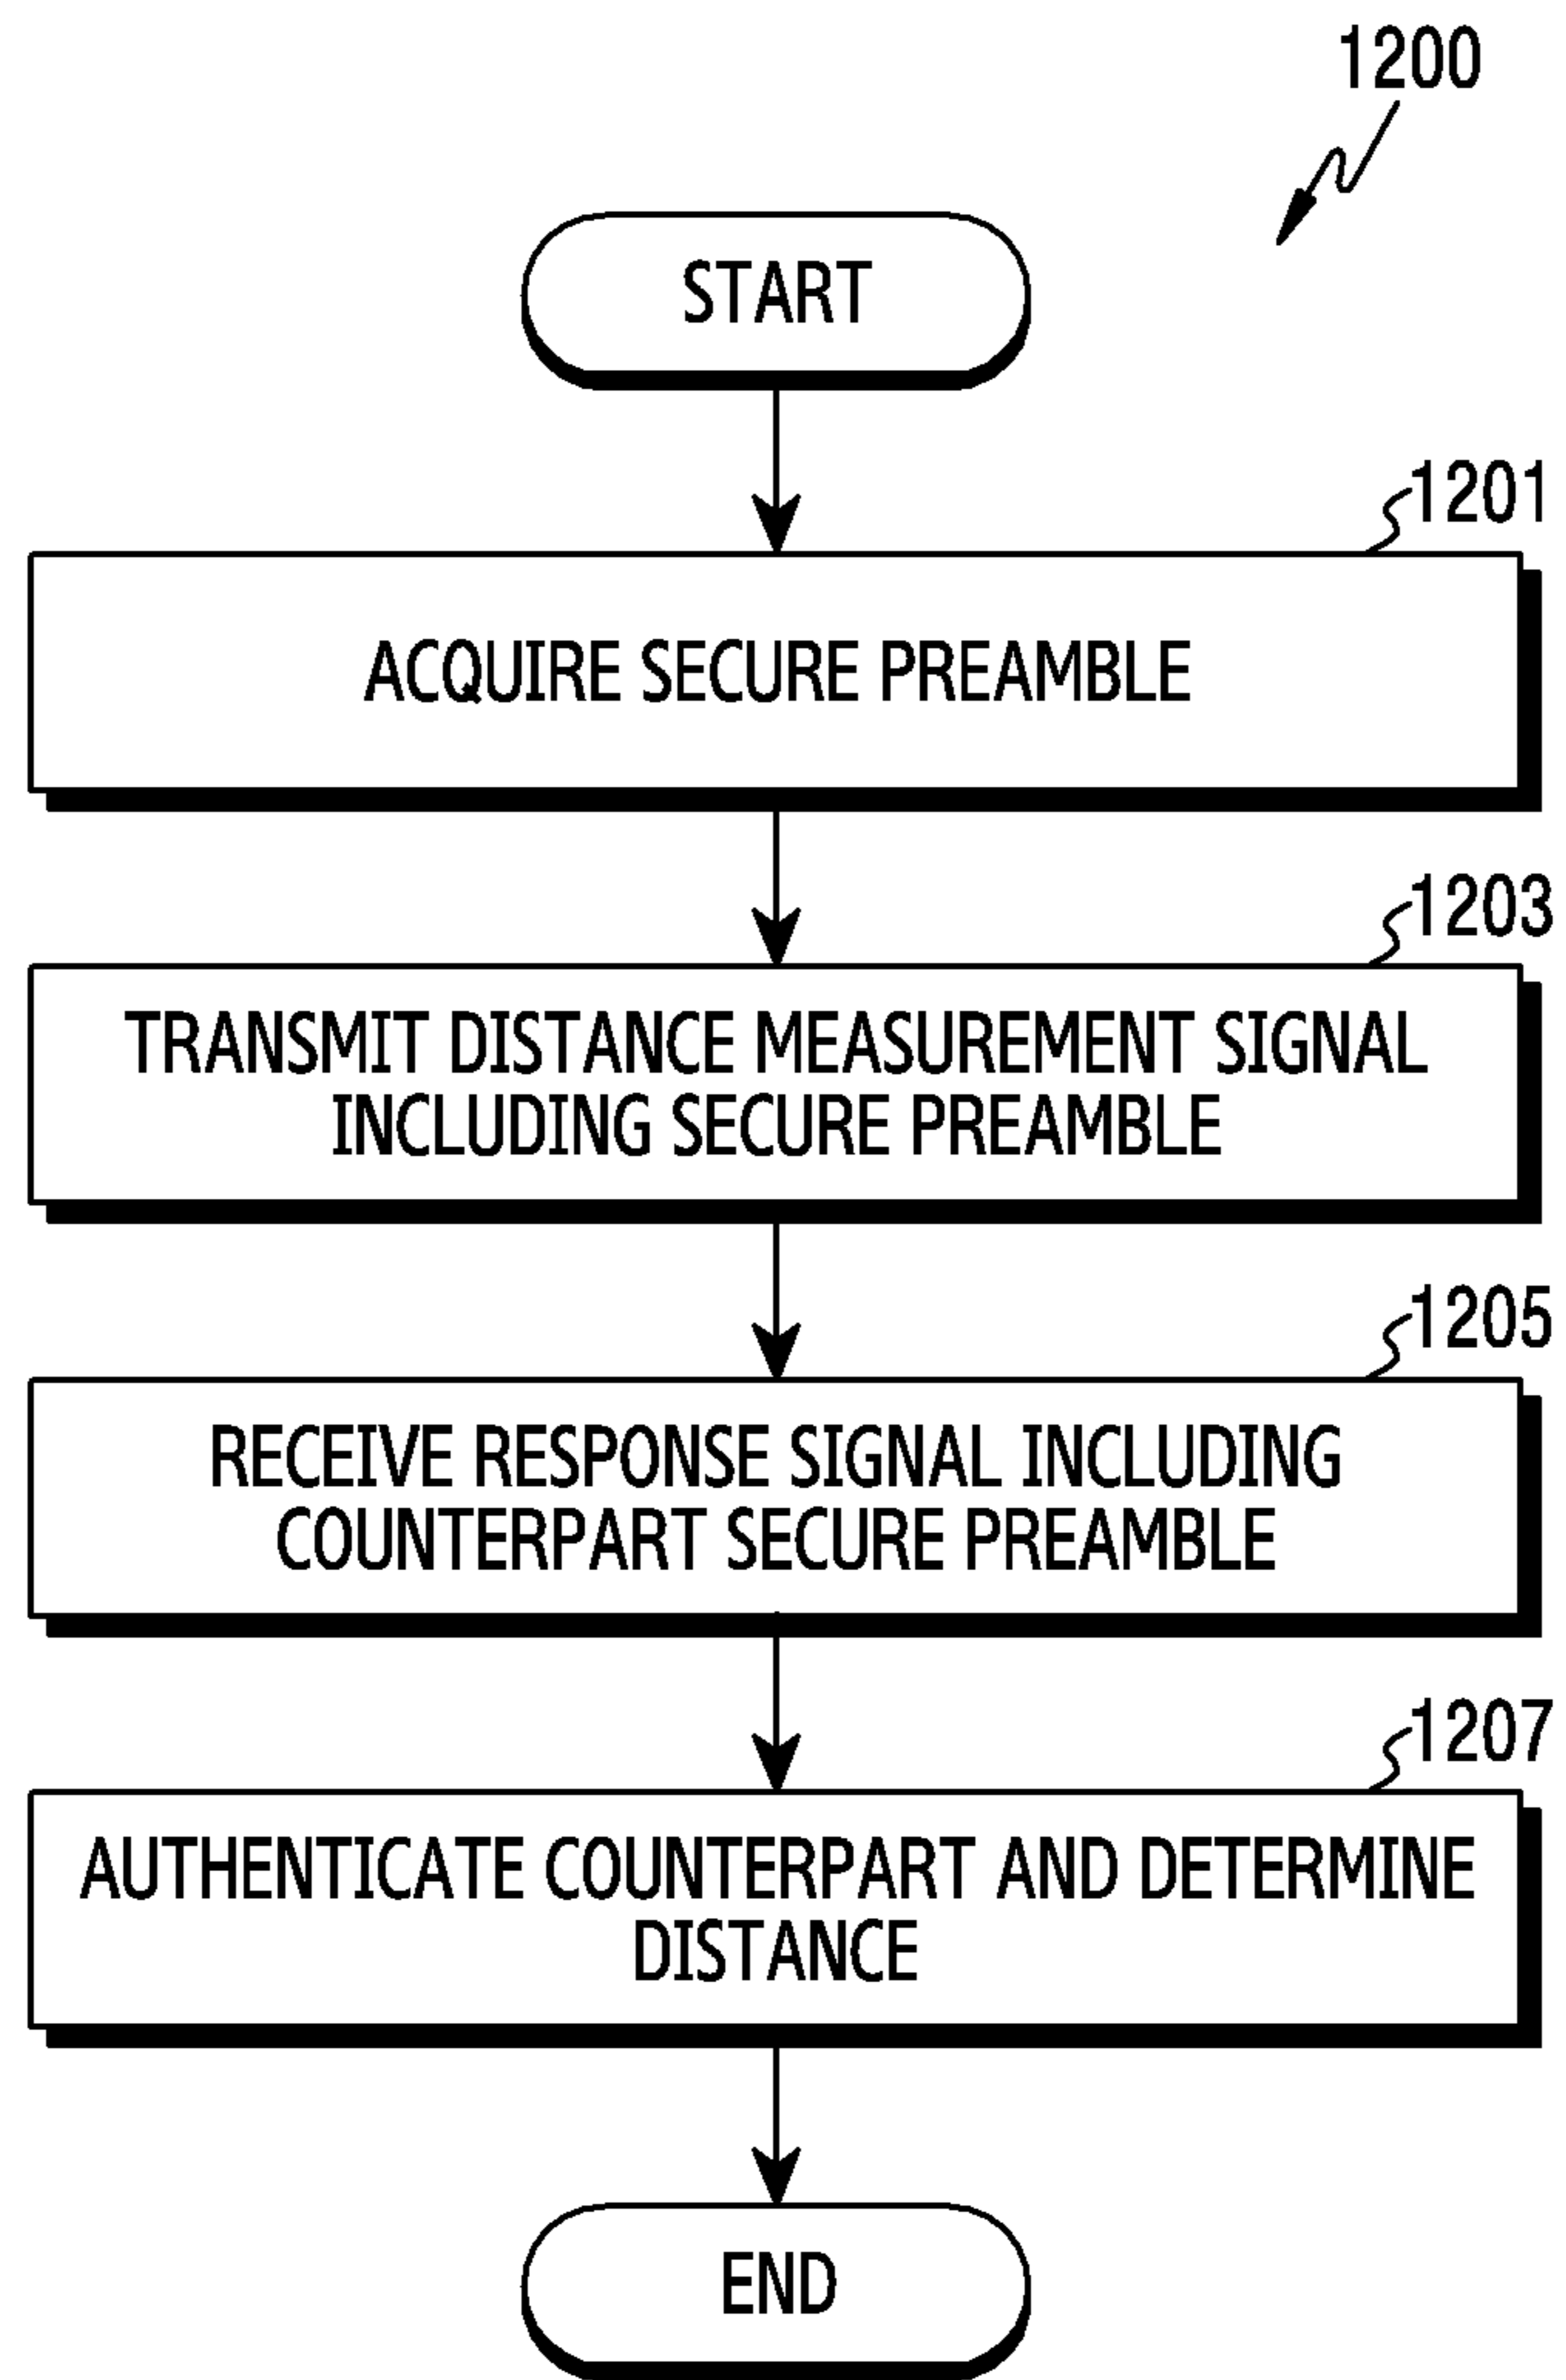 1200
START
1201
ACQUIRE SECURE PREAMBLE
1203
TRANSMIT DISTANCE MEASUREMENT SIGNAL
INCLUDING SECURE PREAMBLE
1205
RECEIVE RESPONSE SIGNAL INCLUDING
COUNTERPART SECURE PREAMBLE
1207
AUTHENTICATE COUNTERPART AND DETERMINE
DISTANCE
END